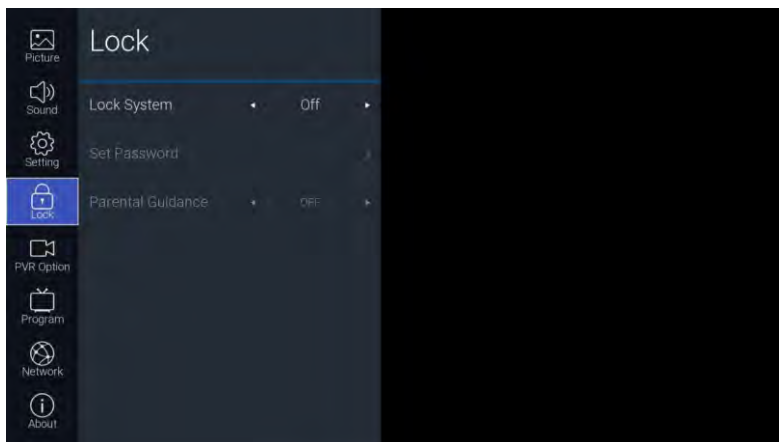 Picture
Sound
Setting
Lock
PVR Option
Program
Network
About
Lock
Lock System Off
Set Password
Parental Guidance OFF